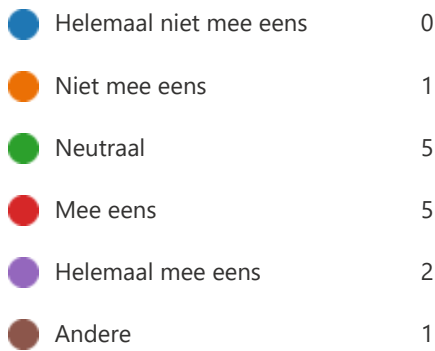 Helemaal niet mee eens 0
Niet mee eens 1
Neutraal 5
Mee eens 5
Helemaal mee eens 2
Andere 1